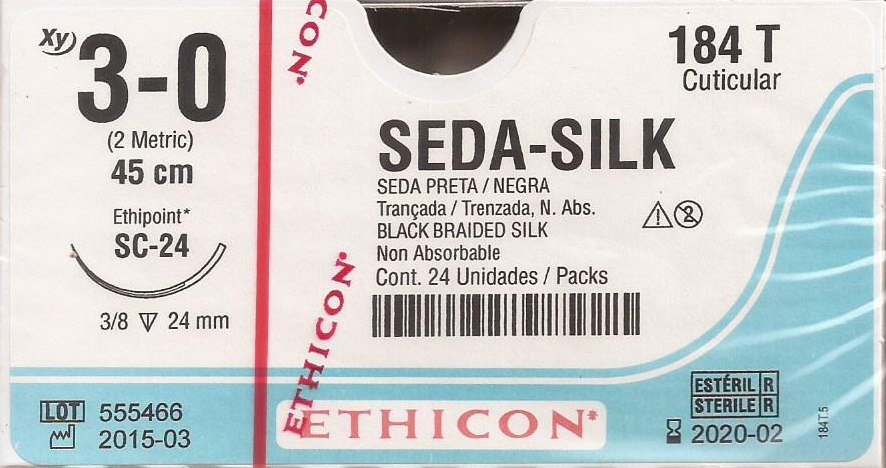 Xy)
3-0
(2 Metric)
45 cm
Ethipoint*
SC-24
3/8 24 mm
LOT 555466
2015-03
CON*
ETHICON*
184 T
Cuticular
SEDA-SILK
SEDA PRETA / NEGRA
Trançada / Trenzada, N. Abs.
BLACK BRAIDED SILK
Non Absorbable
Cont. 24 Unidades / Packs
2
ETHICON*
ESTÉRIL R
STERILE R
2020-02
184T.5